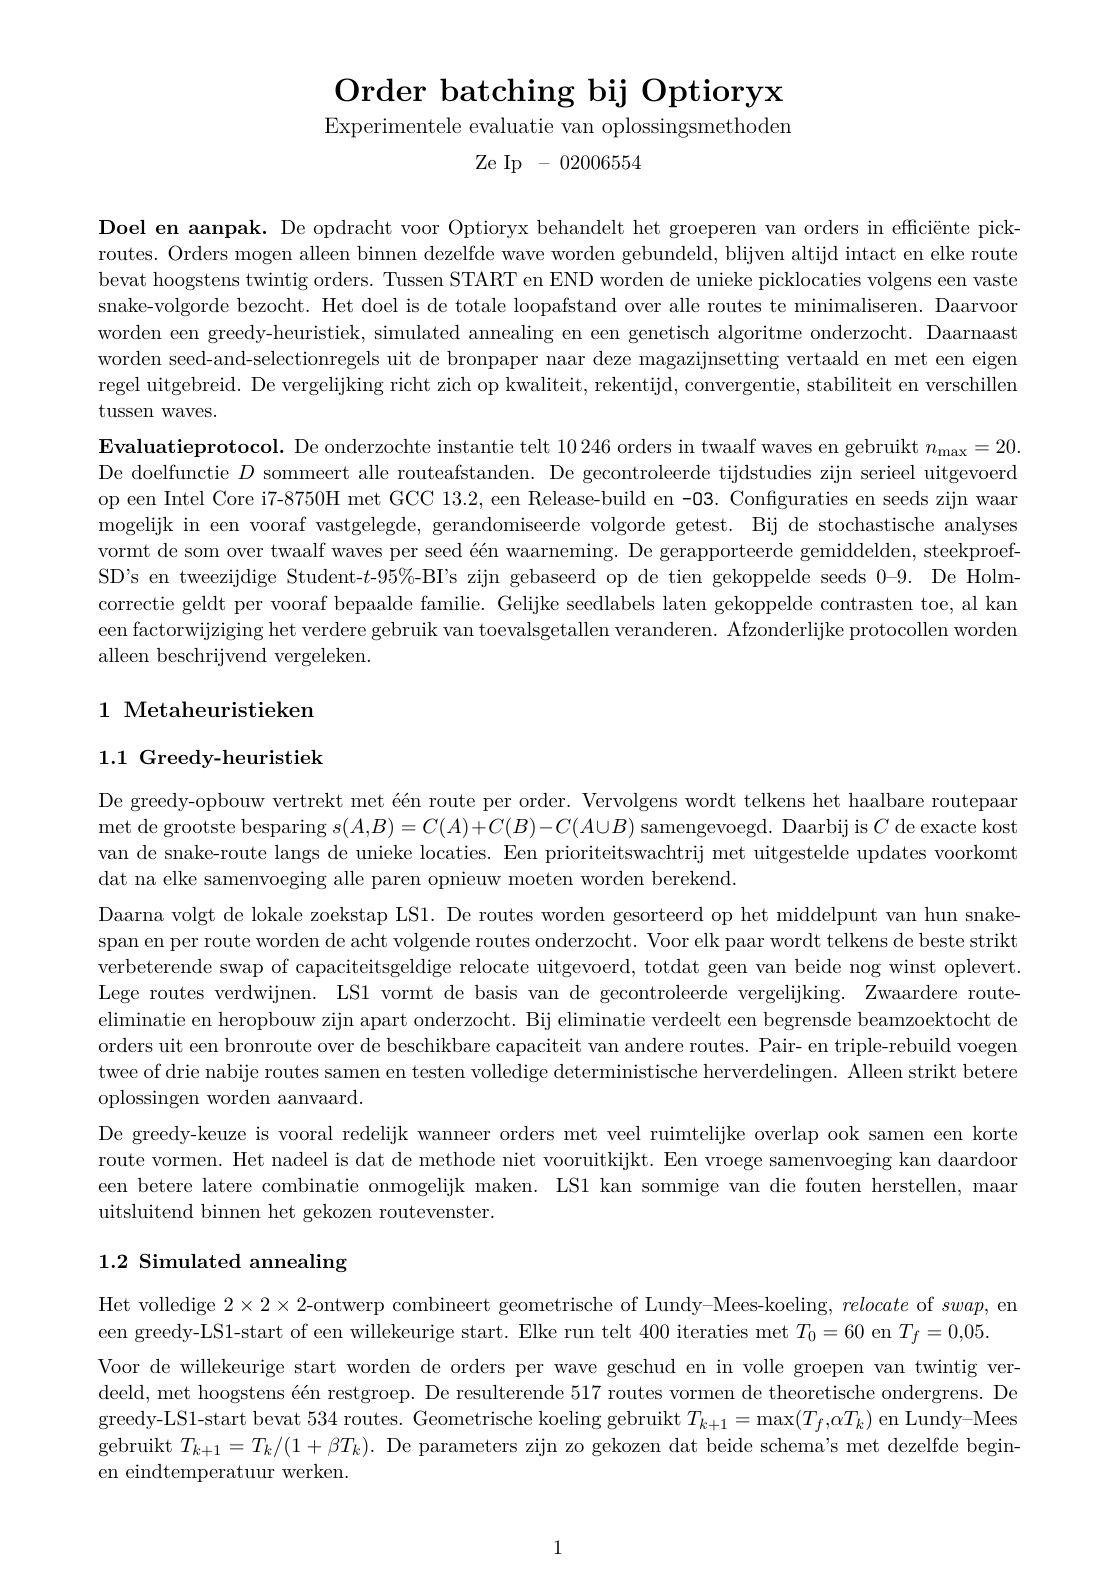 Order batching bij Optioryx
Experimentele evaluatie van oplossingsmethoden
Ze Ip – 02006554
Doel en aanpak. De opdracht voor Optioryx behandelt het groeperen van orders in efficiënte pick-
routes. Orders mogen alleen binnen dezelfde wave worden gebundeld, blijven altijd intact en elke route
bevat hoogstens twintig orders. Tussen START en END worden de unieke picklocaties volgens een vaste
snake-volgorde bezocht. Het doel is de totale loopafstand over alle routes te minimaliseren. Daarvoor
worden een greedy-heuristiek, simulated annealing en een genetisch algoritme onderzocht. Daarnaast
worden seed-and-selectionregels uit de bronpaper naar deze magazijnsetting vertaald en met een eigen
regel uitgebreid. De vergelijking richt zich op kwaliteit, rekentijd, convergentie, stabiliteit en verschillen
tussen waves.
Evaluatieprotocol. De onderzochte instantie telt 10 246 orders in twaalf waves en gebruikt n_max = 20.
De doelfunctie D sommeert alle routeafstanden. De gecontroleerde tijdstudies zijn serieel uitgevoerd
op een Intel Core i7-8750H met GCC 13.2, een Release-build en -O3. Configuraties en seeds zijn waar
mogelijk in een vooraf vastgelegde, gerandomiseerde volgorde getest. Bij de stochastische analyses
vormt de som over twaalf waves per seed één waarneming. De gerapporteerde gemiddelden, steekproef-
SD's en tweezijdige Student-t-95%-BI's zijn gebaseerd op de tien gekoppelde seeds 0–9. De Holm-
correctie geldt per vooraf bepaalde familie. Gelijke seedlabels laten gekoppelde contrasten toe, al kan
een factorwijziging het verdere gebruik van toevalsgetallen veranderen. Afzonderlijke protocollen worden
alleen beschrijvend vergeleken.
1 Metaheuristieken
1.1 Greedy-heuristiek
De greedy-opbouw vertrekt met één route per order. Vervolgens wordt telkens het haalbare routepaar
met de grootste besparing s(A,B) = C(A)+C(B)−C(A∪B) samengevoegd. Daarbij is C de exacte kost
van de snake-route langs de unieke locaties. Een prioriteitswachtrij met uitgestelde updates voorkomt
dat na elke samenvoeging alle paren opnieuw moeten worden berekend.
Daarna volgt de lokale zoekstap LS1. De routes worden gesorteerd op het middelpunt van hun snake-
span en per route worden de acht volgende routes onderzocht. Voor elk paar wordt telkens de beste strikt
verbeterende swap of capaciteitsgeldige relocate uitgevoerd, totdat geen van beide nog winst oplevert.
Lege routes verdwijnen. LS1 vormt de basis van de gecontroleerde vergelijking. Zwaardere route-
eliminatie en heropbouw zijn apart onderzocht. Bij eliminatie verdeelt een begrensde beamzoektocht de
orders uit een bronroute over de beschikbare capaciteit van andere routes. Pair- en triple-rebuild voegen
twee of drie nabije routes samen en testen volledige deterministische herverdelingen. Alleen strikt betere
oplossingen worden aanvaard.
De greedy-keuze is vooral redelijk wanneer orders met veel ruimtelijke overlap ook samen een korte
route vormen. Het nadeel is dat de methode niet vooruitkijkt. Een vroege samenvoeging kan daardoor
een betere latere combinatie onmogelijk maken. LS1 kan sommige van die fouten herstellen, maar
uitsluitend binnen het gekozen routevenster.
1.2 Simulated annealing
Het volledige 2 × 2 × 2-ontwerp combineert geometrische of Lundy–Mees-koeling, relocate of swap, en
een greedy-LS1-start of een willekeurige start. Elke run telt 400 iteraties met T_0 = 60 en T_f = 0,05.
Voor de willekeurige start worden de orders per wave geschud en in volle groepen van twintig ver-
deeld, met hoogstens één restgroep. De resulterende 517 routes vormen de theoretische ondergrens. De
greedy-LS1-start bevat 534 routes. Geometrische koeling gebruikt T_{k+1} = max(T_f,αT_k) en Lundy–Mees
gebruikt T_{k+1} = T_k/(1 + βT_k). De parameters zijn zo gekozen dat beide schema's met dezelfde begin-
en eindtemperatuur werken.
1